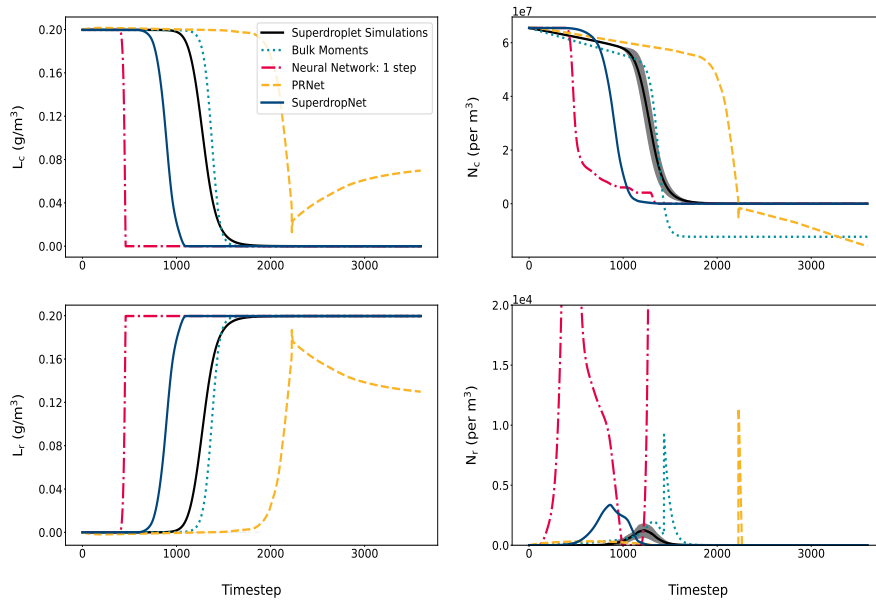 0.20
0.16
0.12
0.08
0.04
0.00
L_c (g/m³)
0
1000
2000
3000
Superdroplet Simulations
Bulk Moments
Neural Network: 1 step
PRNet
SuperdropNet
1e7
6
4
2
0
N_c (per m³)
0
1000
2000
3000
0.20
0.16
0.12
0.08
0.04
0.00
L_r (g/m³)
0
1000
2000
3000
Timestep
1e4
2.0
1.5
1.0
0.5
0.0
N_r (per m³)
0
1000
2000
3000
Timestep